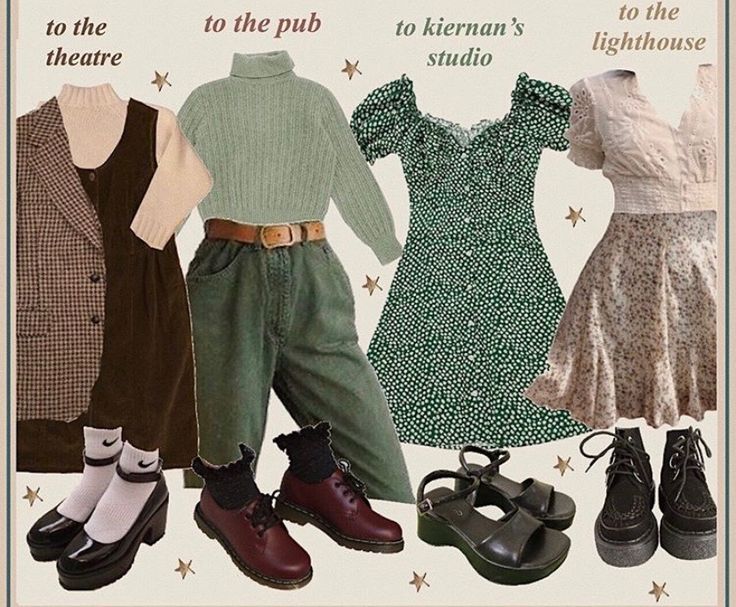 to the
theatre
to the pub
to kiernan's
studio
to the
lighthouse